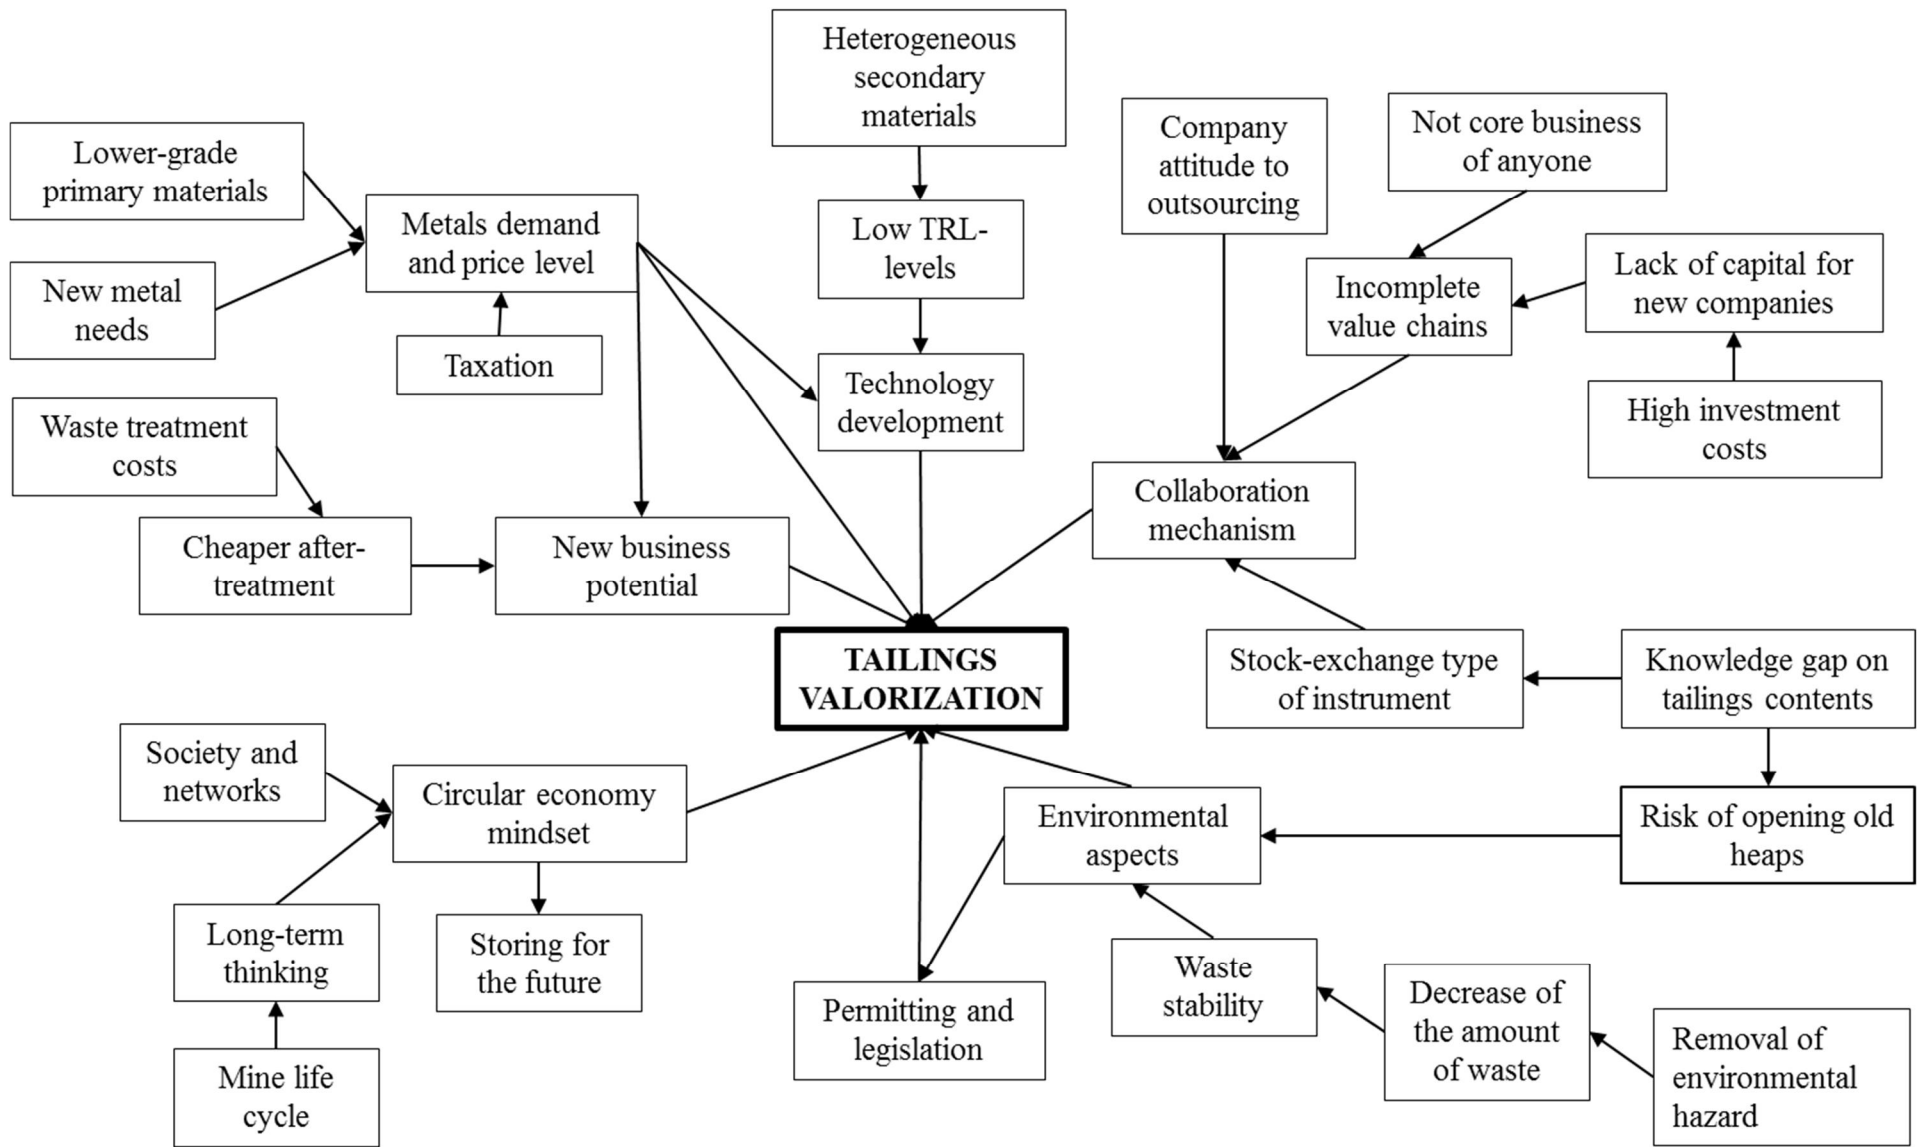 Heterogeneous
secondary
materials
Lower-grade
primary materials
Company
attitude to
outsourcing
Not core business
of anyone
Metals demand
and price level
Low TRL-
levels
New metal
needs
Incomplete
value chains
Lack of capital for
new companies
Taxation
Technology
development
High investment
costs
Waste treatment
costs
Collaboration
mechanism
Cheaper after-
treatment
New business
potential
TAILINGS
VALORIZATION
Stock-exchange type
of instrument
Knowledge gap on
tailings contents
Society and
networks
Circular economy
mindset
Environmental
aspects
Risk of opening old
heaps
Long-term
thinking
Storing for
the future
Permitting and
legislation
Waste
stability
Decrease of
the amount
of waste
Removal of
environmental
hazard
Mine life
cycle